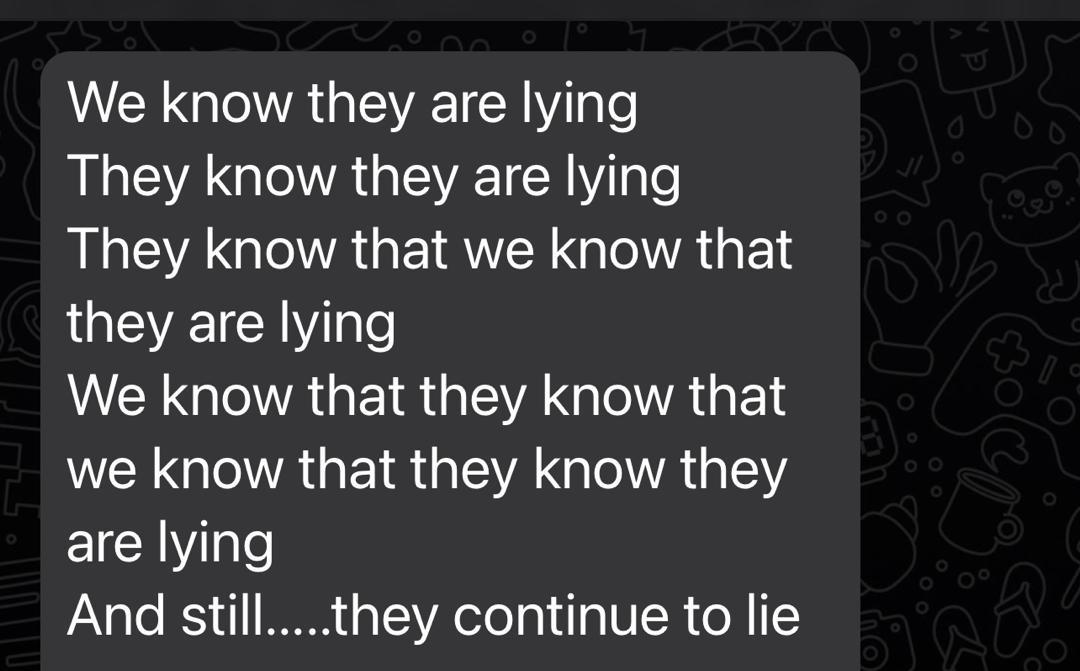 We know they are lying
They know they are lying
They know that we know that
they are lying
We know that they know that
we know that they know they
are lying
And still.....they continue to lie